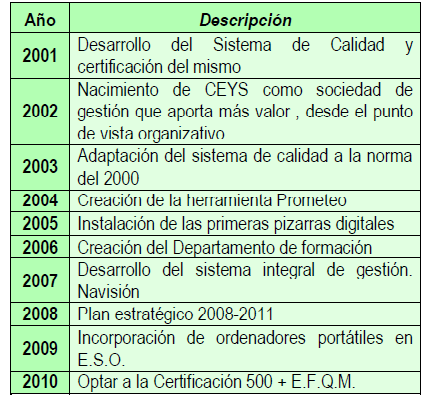 Año Descripción
2001 Desarrollo del Sistema de Calidad y
certificación del mismo
2002 Nacimiento de CEYS como sociedad de
gestión que aporta más valor , desde el punto
de vista organizativo
2003 Adaptación del sistema de calidad a la norma
del 2000
2004 Creación de la herramienta Prometeo
2005 Instalación de las primeras pizarras digitales
2006 Creación del Departamento de formación
2007 Desarrollo del sistema integral de gestión.
Navisión
2008 Plan estratégico 2008-2011
2009 Incorporación de ordenadores portátiles en
E.S.O.
2010 Optar a la Certificación 500 + E.F.Q.M.